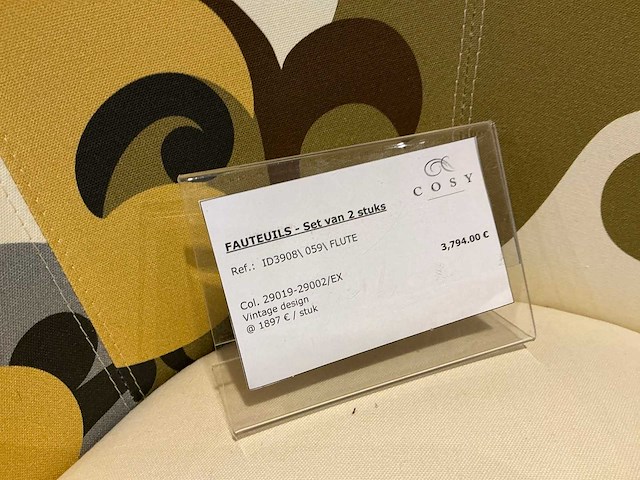 COSY
FAUTEUILS - Set van 2 stuks
Ref.: ID3908\ 059\ FLUTE
3,794.00 €
Col. 29019-29002/EX
Vintage design
@ 1897 € / stuk